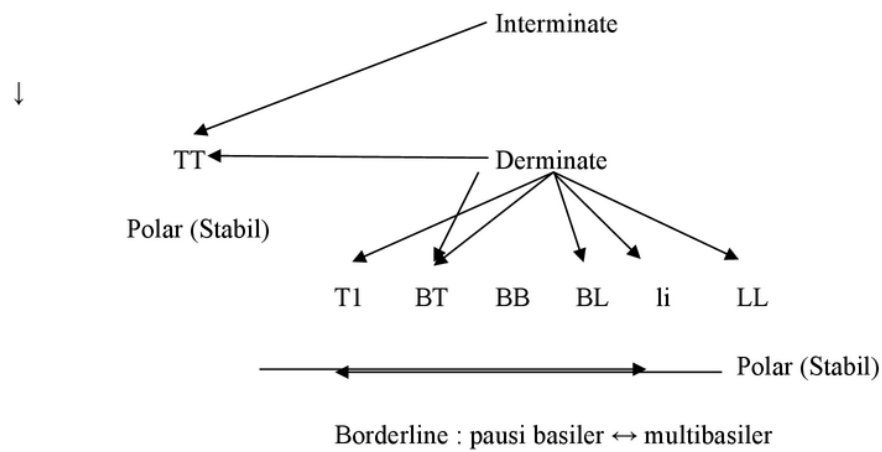 Interminate
↓
TT Derminate
Polar (Stabil)
T1 BT BB BL li LL
Polar (Stabil)
Borderline : pausi basiler ↔ multibasiler